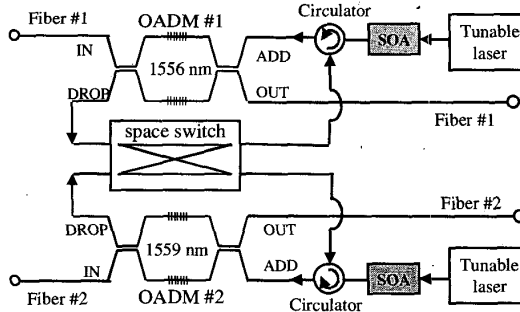 Fiber #1
OADM #1
Circulator
IN
1556 nm
ADD
SOA
Tunable
laser
DROP
OUT
Fiber #1
space switch
Fiber #2
DROP
1559 nm
OUT
IN
ADD
SOA
Tunable
laser
Fiber #2
OADM #2
Circulator